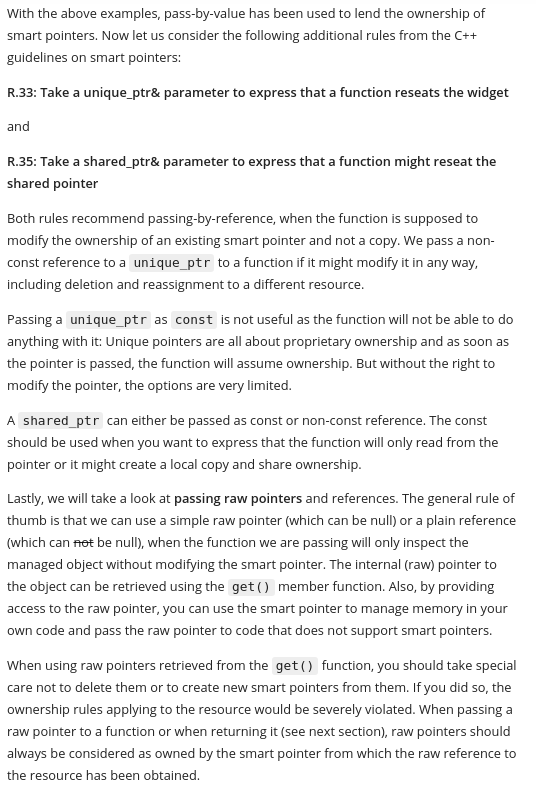 With the above examples, pass-by-value has been used to lend the ownership of
smart pointers. Now let us consider the following additional rules from the C++
guidelines on smart pointers:
R.33: Take a unique_ptr& parameter to express that a function reseats the widget
and
R.35: Take a shared_ptr& parameter to express that a function might reseat the
shared pointer
Both rules recommend passing-by-reference, when the function is supposed to
modify the ownership of an existing smart pointer and not a copy. We pass a non-
const reference to a unique_ptr to a function if it might modify it in any way,
including deletion and reassignment to a different resource.
Passing a unique_ptr as const is not useful as the function will not be able to do
anything with it: Unique pointers are all about proprietary ownership and as soon as
the pointer is passed, the function will assume ownership. But without the right to
modify the pointer, the options are very limited.
A shared_ptr can either be passed as const or non-const reference. The const
should be used when you want to express that the function will only read from the
pointer or it might create a local copy and share ownership.
Lastly, we will take a look at passing raw pointers and references. The general rule of
thumb is that we can use a simple raw pointer (which can be null) or a plain reference
(which can not be null), when the function we are passing will only inspect the
managed object without modifying the smart pointer. The internal (raw) pointer to
the object can be retrieved using the get() member function. Also, by providing
access to the raw pointer, you can use the smart pointer to manage memory in your
own code and pass the raw pointer to code that does not support smart pointers.
When using raw pointers retrieved from the get() function, you should take special
care not to delete them or to create new smart pointers from them. If you did so, the
ownership rules applying to the resource would be severely violated. When passing a
raw pointer to a function or when returning it (see next section), raw pointers should
always be considered as owned by the smart pointer from which the raw reference to
the resource has been obtained.